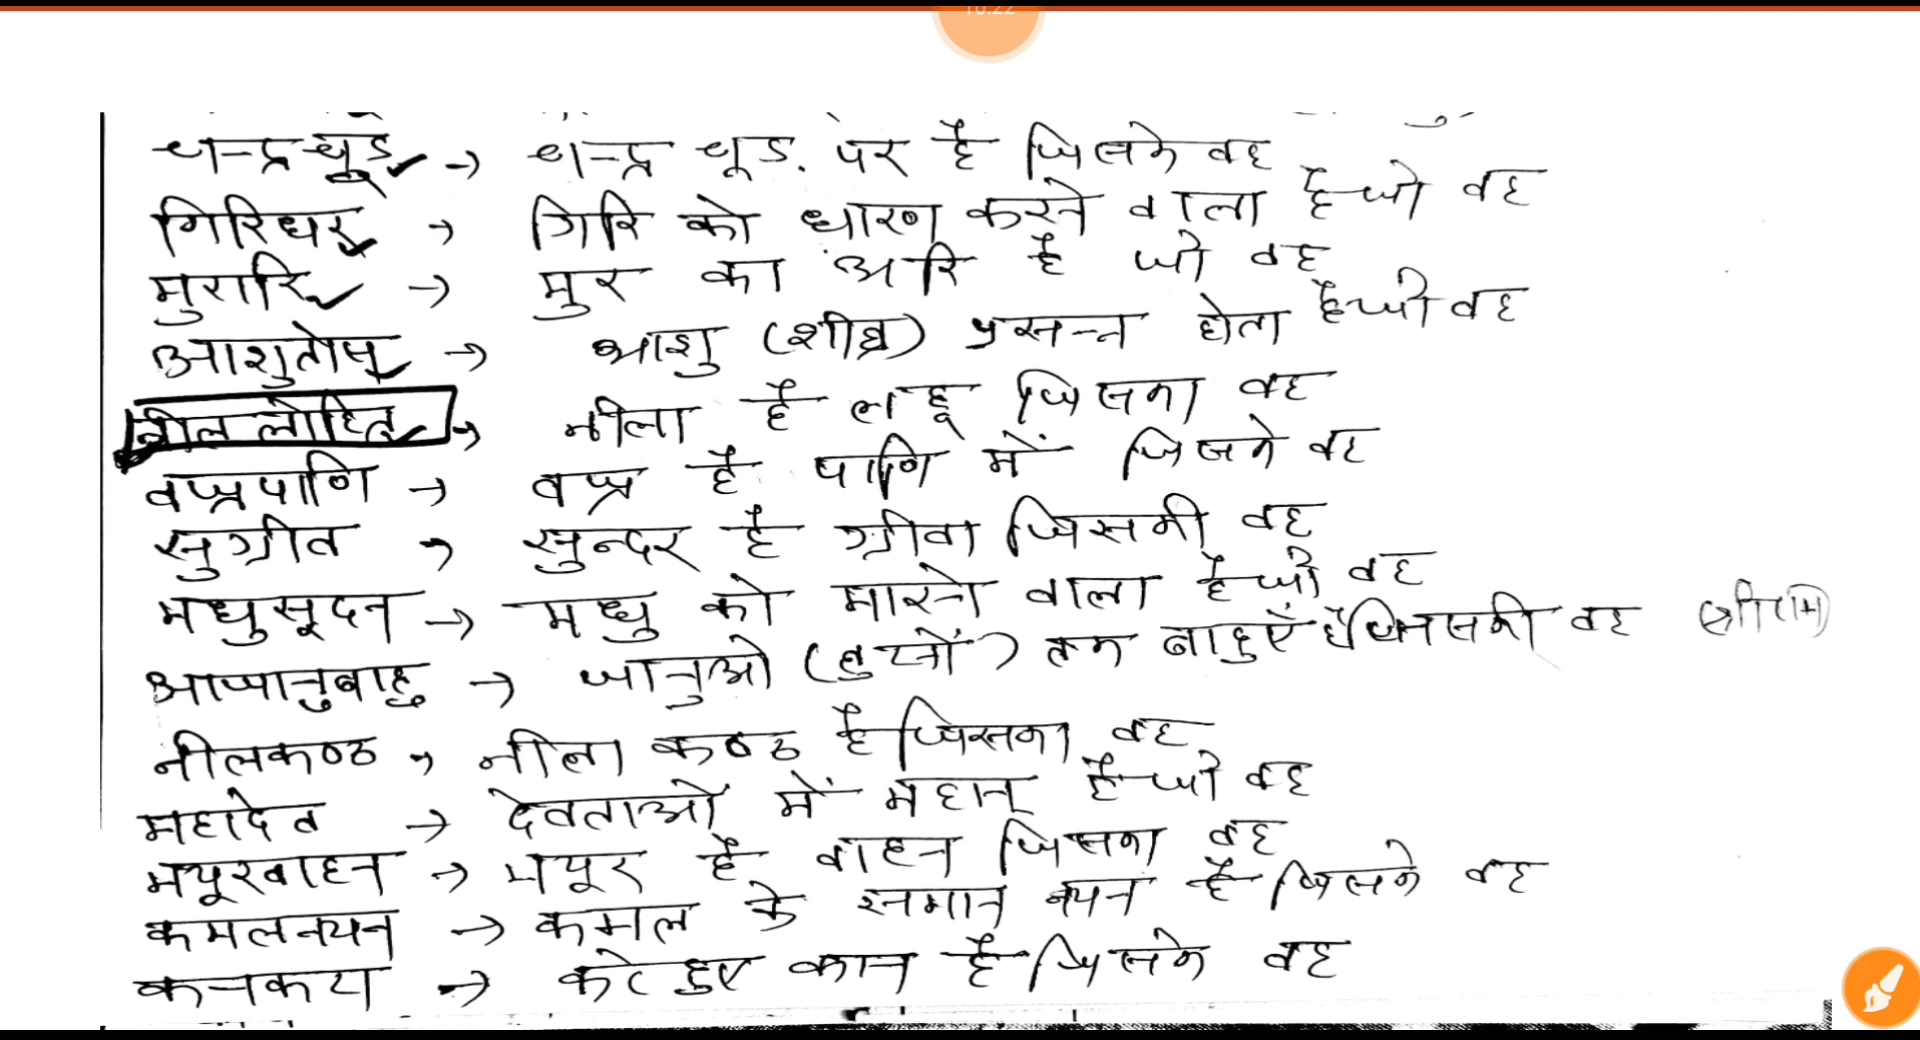 10:22
चन्द्रचूड़ → चन्द्र चूड़ पर है जिसके वह
गिरिधर → गिरि को धारण करने वाला है जो वह
मुरारि → मुर का अरि है जो वह
आशुतोष → आशु (शीघ्र) प्रसन्न होता है जो वह
नीललोहित → नीला है लहू जिसका वह
वज्रपाणि → वज्र है पाणि में जिसके वह
सुग्रीव → सुन्दर है ग्रीवा जिसकी वह
मधुसूदन → मधु को मारने वाला है जो वह
आजानुबाहु → जानुओ (घुटनों) तक बाहुएँ है जिसकी वह श्रीराम
नीलकण्ठ → नीला कण्ठ है जिसका वह
महादेव → देवताओं में महान् है जो वह
मयूरवाहन → मयूर है वाहन जिसका वह
कमलनयन → कमल के समान नयन है जिसके वह
कनकटा → कटे हुए कान है जिसके वह